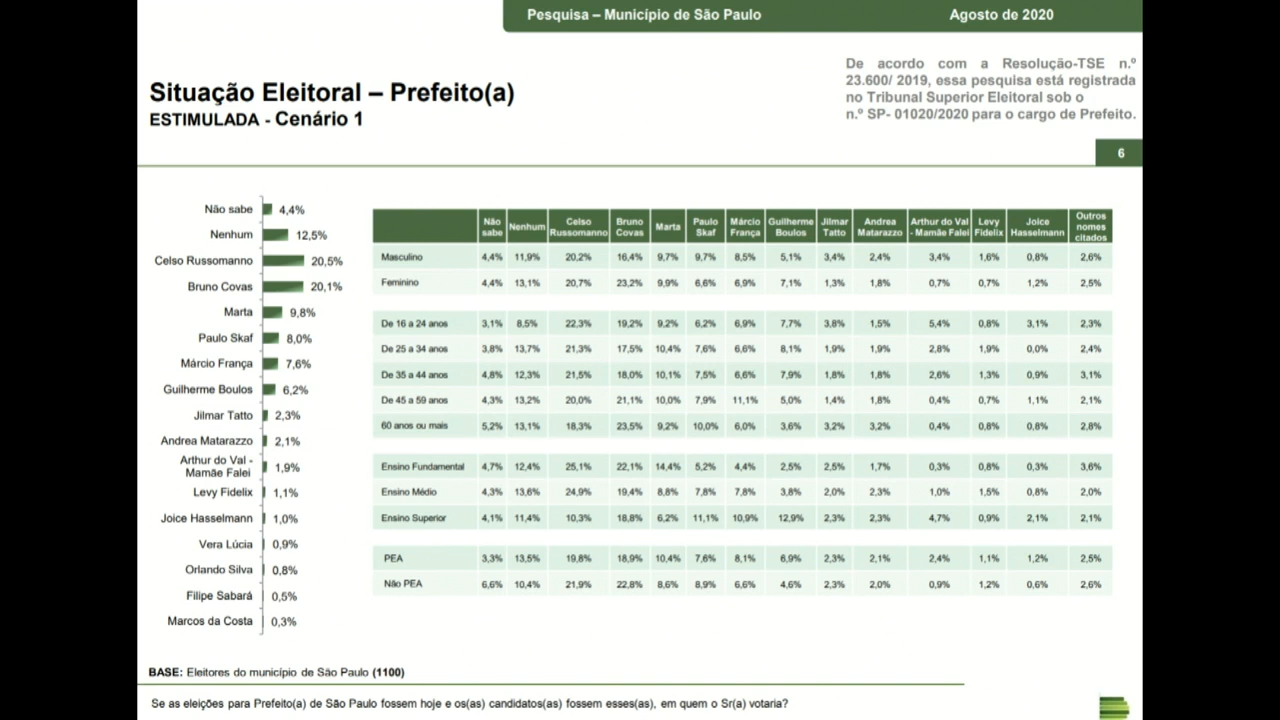 Pesquisa – Município de São Paulo Agosto de 2020
De acordo com a Resolução-TSE n.º
23.600/ 2019, essa pesquisa está registrada
no Tribunal Superior Eleitoral sob o
n.º SP- 01020/2020 para o cargo de Prefeito.
Situação Eleitoral – Prefeito(a)
ESTIMULADA - Cenário 1
6
Não sabe 4,4%
Nenhum 12,5%
Celso Russomanno 20,5%
Bruno Covas 20,1%
Marta 9,8%
Paulo Skaf 8,0%
Márcio França 7,6%
Guilherme Boulos 6,2%
Jilmar Tatto 2,3%
Andrea Matarazzo 2,1%
Arthur do Val -
Mamãe Falei 1,9%
Levy Fidelix 1,1%
Joice Hasselmann 1,0%
Vera Lúcia 0,9%
Orlando Silva 0,8%
Filipe Sabará 0,5%
Marcos da Costa 0,3%
Não sabe Nenhum Celso Russomanno Bruno Covas Marta Paulo Skaf Márcio França Guilherme Boulos Jilmar Tatto Andrea Matarazzo Arthur do Val - Mamãe Falei Levy Fidelix Joice Hasselmann Outros nomes citados
Masculino 4,4% 11,9% 20,2% 16,4% 9,7% 9,7% 8,5% 5,1% 3,4% 2,4% 3,4% 1,6% 0,8% 2,6%
Feminino 4,4% 13,1% 20,7% 23,2% 9,9% 6,6% 6,9% 7,1% 1,3% 1,8% 0,7% 0,7% 1,2% 2,5%
De 16 a 24 anos 3,1% 8,5% 22,3% 19,2% 9,2% 6,2% 6,9% 7,7% 3,8% 1,5% 5,4% 0,8% 3,1% 2,3%
De 25 a 34 anos 3,8% 13,7% 21,3% 17,5% 10,4% 7,6% 6,6% 8,1% 1,9% 1,9% 2,8% 1,9% 0,0% 2,4%
De 35 a 44 anos 4,8% 12,3% 21,5% 18,0% 10,1% 7,5% 6,6% 7,9% 1,8% 1,8% 2,6% 1,3% 0,9% 3,1%
De 45 a 59 anos 4,3% 13,2% 20,0% 21,1% 10,0% 7,9% 11,1% 5,0% 1,4% 1,8% 0,4% 0,7% 1,1% 2,1%
60 anos ou mais 5,2% 13,1% 18,3% 23,5% 9,2% 10,0% 6,0% 3,6% 3,2% 3,2% 0,4% 0,8% 0,8% 2,8%
Ensino Fundamental 4,7% 12,4% 25,1% 22,1% 14,4% 5,2% 4,4% 2,5% 2,5% 1,7% 0,3% 0,8% 0,3% 3,6%
Ensino Médio 4,3% 13,6% 24,9% 19,4% 8,8% 7,8% 7,8% 3,8% 2,0% 2,3% 1,0% 1,5% 0,8% 2,0%
Ensino Superior 4,1% 11,4% 10,3% 18,8% 6,2% 11,1% 10,9% 12,9% 2,3% 2,3% 4,7% 0,9% 2,1% 2,1%
PEA 3,3% 13,5% 19,8% 18,9% 10,4% 7,6% 8,1% 6,9% 2,3% 2,1% 2,4% 1,1% 1,2% 2,5%
Não PEA 6,6% 10,4% 21,9% 22,8% 8,6% 8,9% 6,6% 4,6% 2,3% 2,0% 0,9% 1,2% 0,6% 2,6%
BASE: Eleitores do município de São Paulo (1100)
Se as eleições para Prefeito(a) de São Paulo fossem hoje e os(as) candidatos(as) fossem esses(as), em quem o Sr(a) votaria?